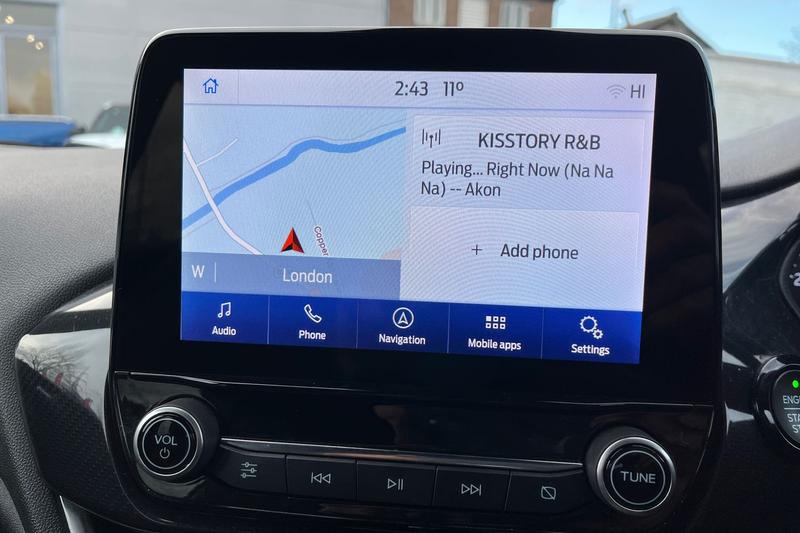 2:43 11°
HI
KISSTORY R&B
Playing... Right Now (Na Na
Na) -- Akon
Copper
Add phone
W
London
Audio
Phone
Navigation
Mobile apps
Settings
VOL
TUNE